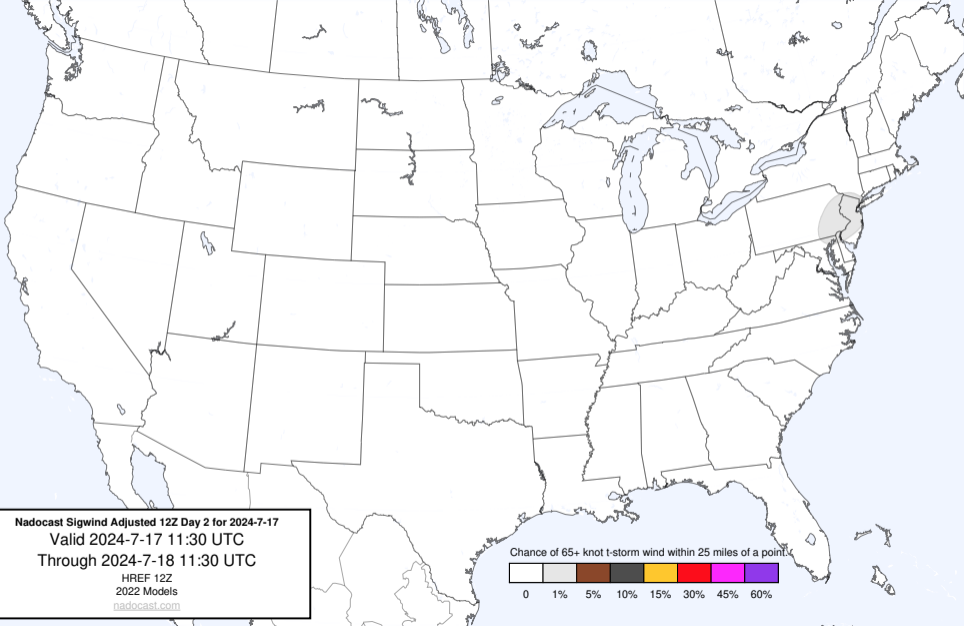 Nadocast Sigwind Adjusted 12Z Day 2 for 2024-7-17
Valid 2024-7-17 11:30 UTC
Through 2024-7-18 11:30 UTC
HREF 12Z
2022 Models
nadocast.com
Chance of 65+ knot t-storm wind within 25 miles of a point.
0 1% 5% 10% 15% 30% 45% 60%